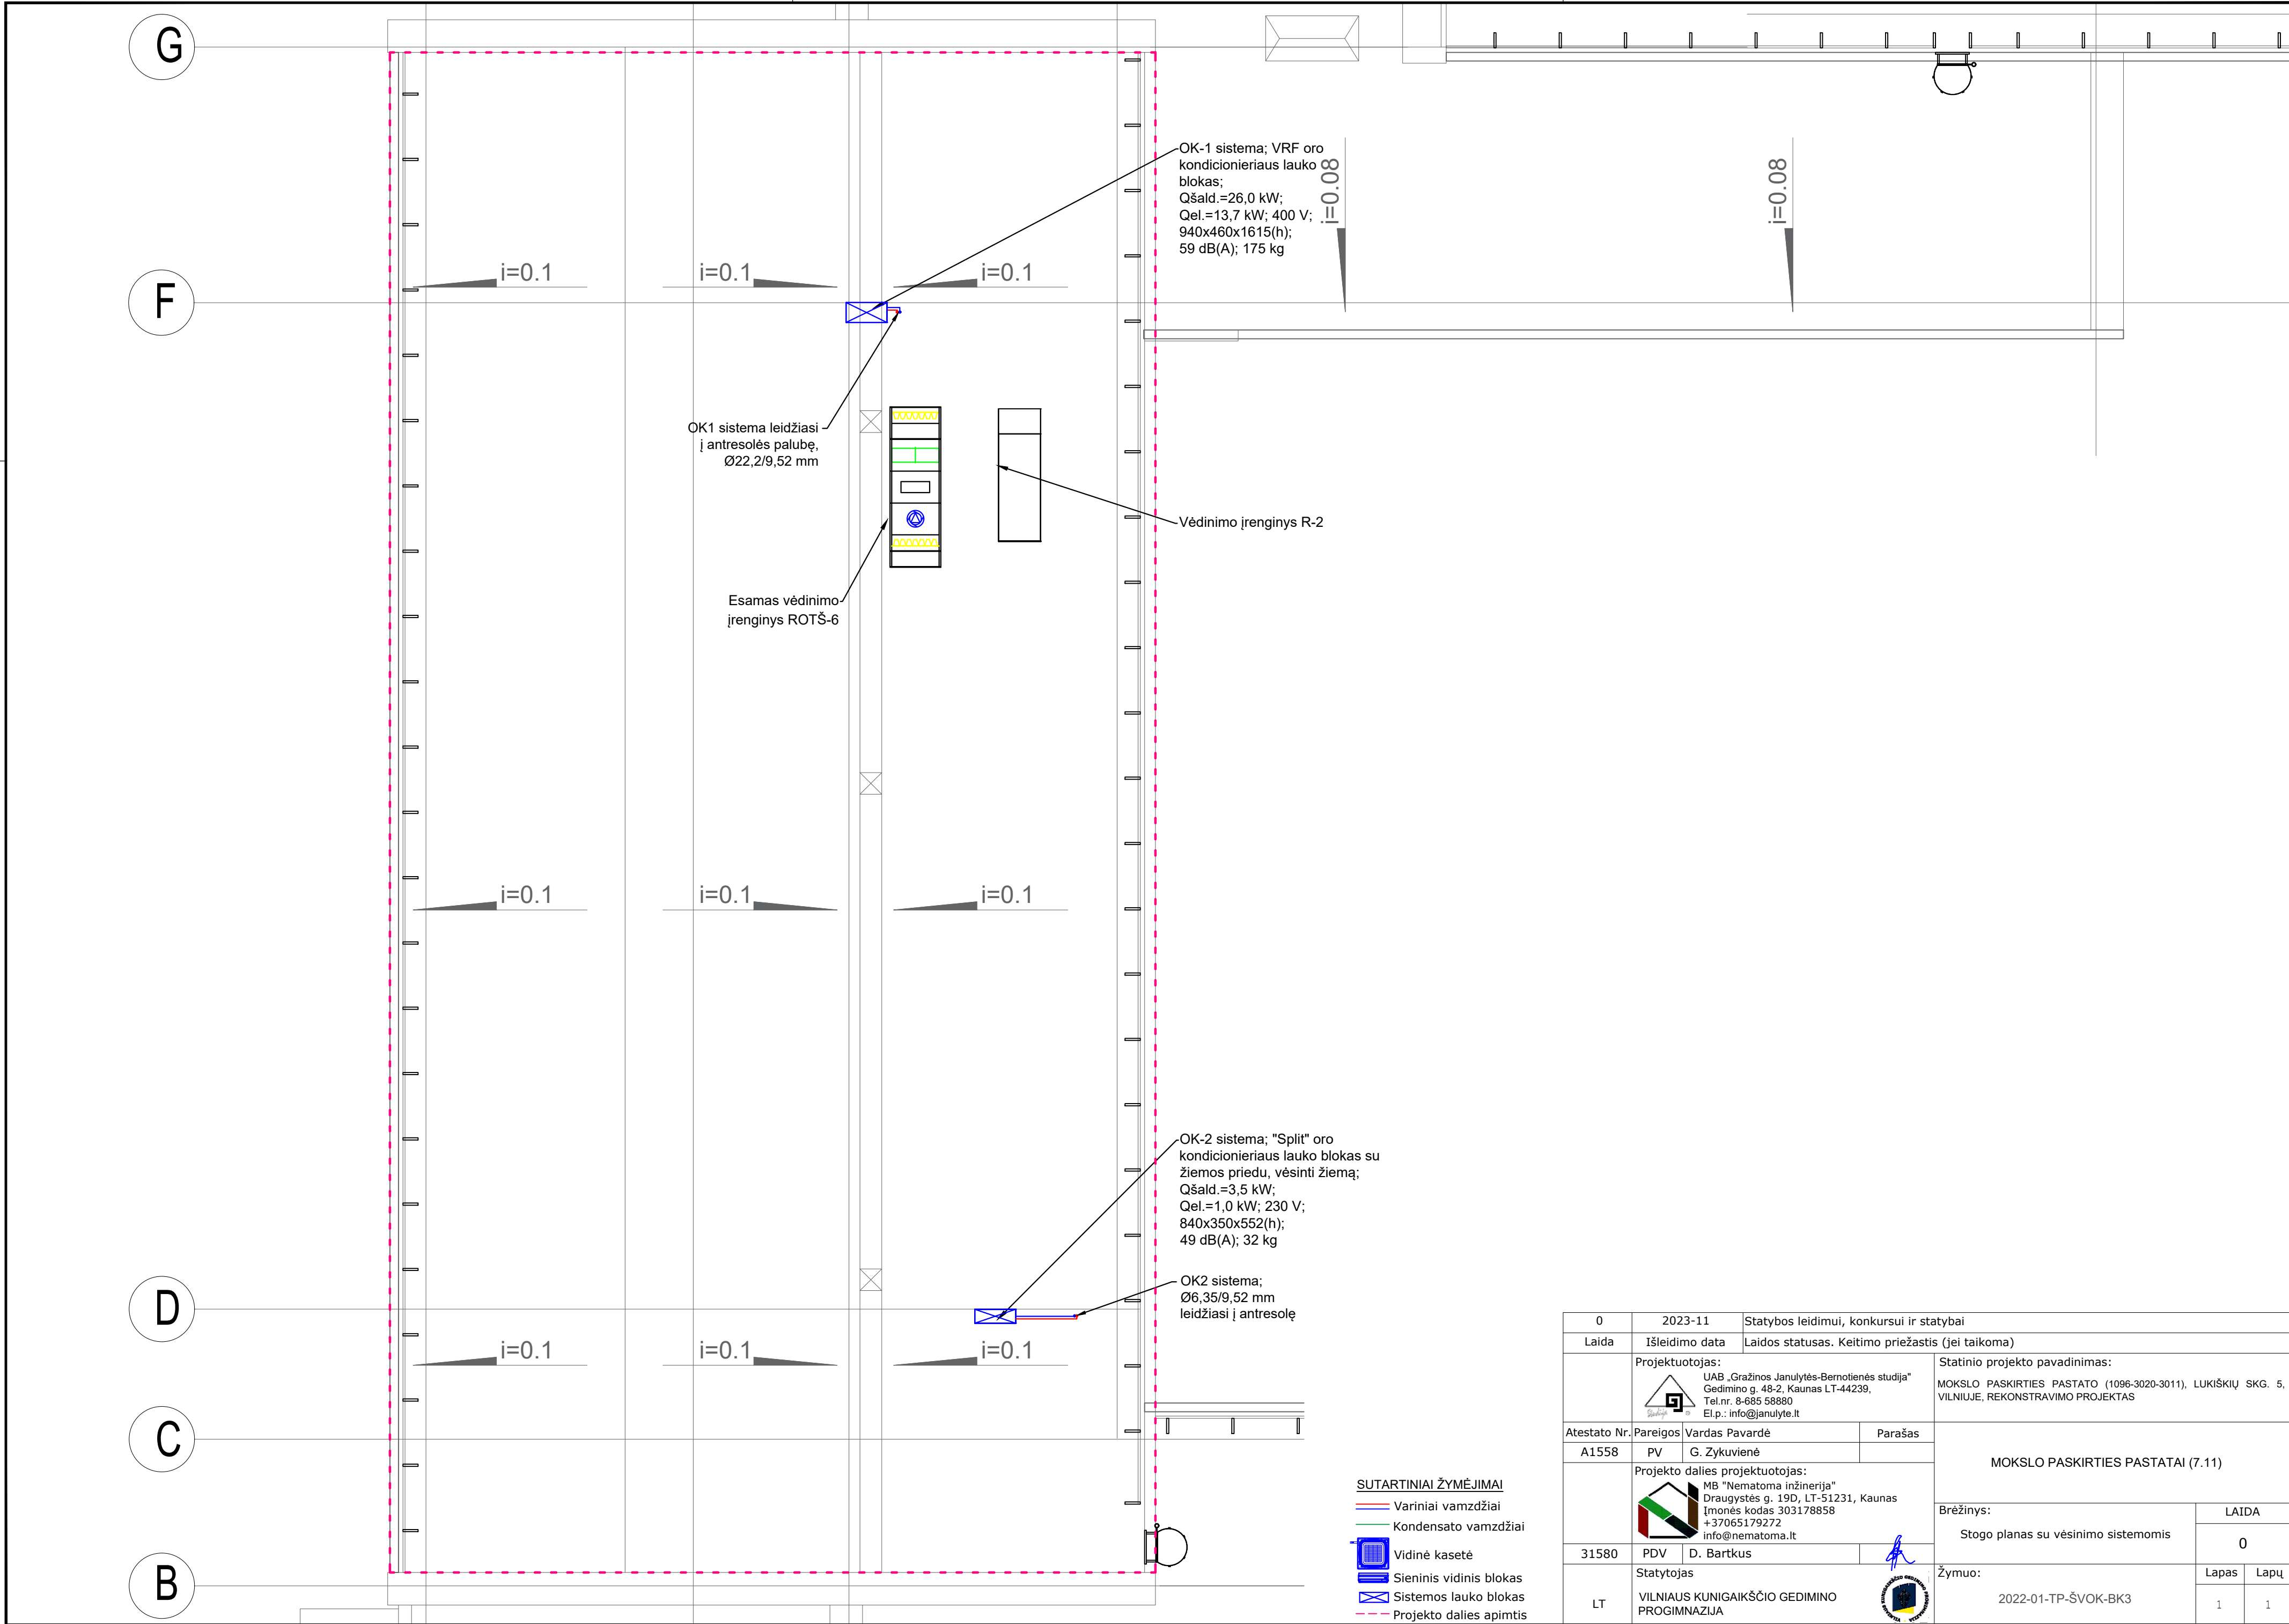 G
F
D
C
B
OK-1 sistema; VRF oro
kondicionieriaus lauko
blokas;
Qšald.=26,0 kW;
Qel.=13,7 kW; 400 V;
940x460x1615(h);
59 dB(A); 175 kg
i=0.08
i=0.08
i=0.1
i=0.1
i=0.1
OK1 sistema leidžiasi
į antresolės palubę,
Ø22,2/9,52 mm
Vėdinimo įrenginys R-2
Esamas vėdinimo
įrenginys ROTŠ-6
i=0.1
i=0.1
i=0.1
OK-2 sistema; "Split" oro
kondicionieriaus lauko blokas su
žiemos priedu, vėsinti žiemą;
Qšald.=3,5 kW;
Qel.=1,0 kW; 230 V;
840x350x552(h);
49 dB(A); 32 kg
OK2 sistema;
Ø6,35/9,52 mm
leidžiasi į antresolę
i=0.1
i=0.1
i=0.1
SUTARTINIAI ŽYMĖJIMAI
Variniai vamzdžiai
Kondensato vamzdžiai
Vidinė kasetė
Sieninis vidinis blokas
Sistemos lauko blokas
Projekto dalies apimtis
0 2023-11 Statybos leidimui, konkursui ir statybai
Laida Išleidimo data Laidos statusas. Keitimo priežastis (jei taikoma)
Projektuotojas:
UAB „Gražinos Janulytės-Bernotienės studija"
Gedimino g. 48-2, Kaunas LT-44239,
Tel.nr. 8-685 58880
El.p.: info@janulyte.lt
Statinio projekto pavadinimas:
MOKSLO PASKIRTIES PASTATO (1096-3020-3011), LUKIŠKIŲ SKG. 5,
VILNIUJE, REKONSTRAVIMO PROJEKTAS
Atestato Nr. Pareigos Vardas Pavardė Parašas
A1558 PV G. Zykuvienė
MOKSLO PASKIRTIES PASTATAI (7.11)
Projekto dalies projektuotojas:
MB "Nematoma inžinerija"
Draugystės g. 19D, LT-51231, Kaunas
Įmonės kodas 303178858
+37065179272
info@nematoma.lt
31580 PDV D. Bartkus
Brėžinys:
Stogo planas su vėsinimo sistemomis
LAIDA
0
Statytojas
LT VILNIAUS KUNIGAIKŠČIO GEDIMINO
PROGIMNAZIJA
Žymuo:
2022-01-TP-ŠVOK-BK3
Lapas Lapų
1 1